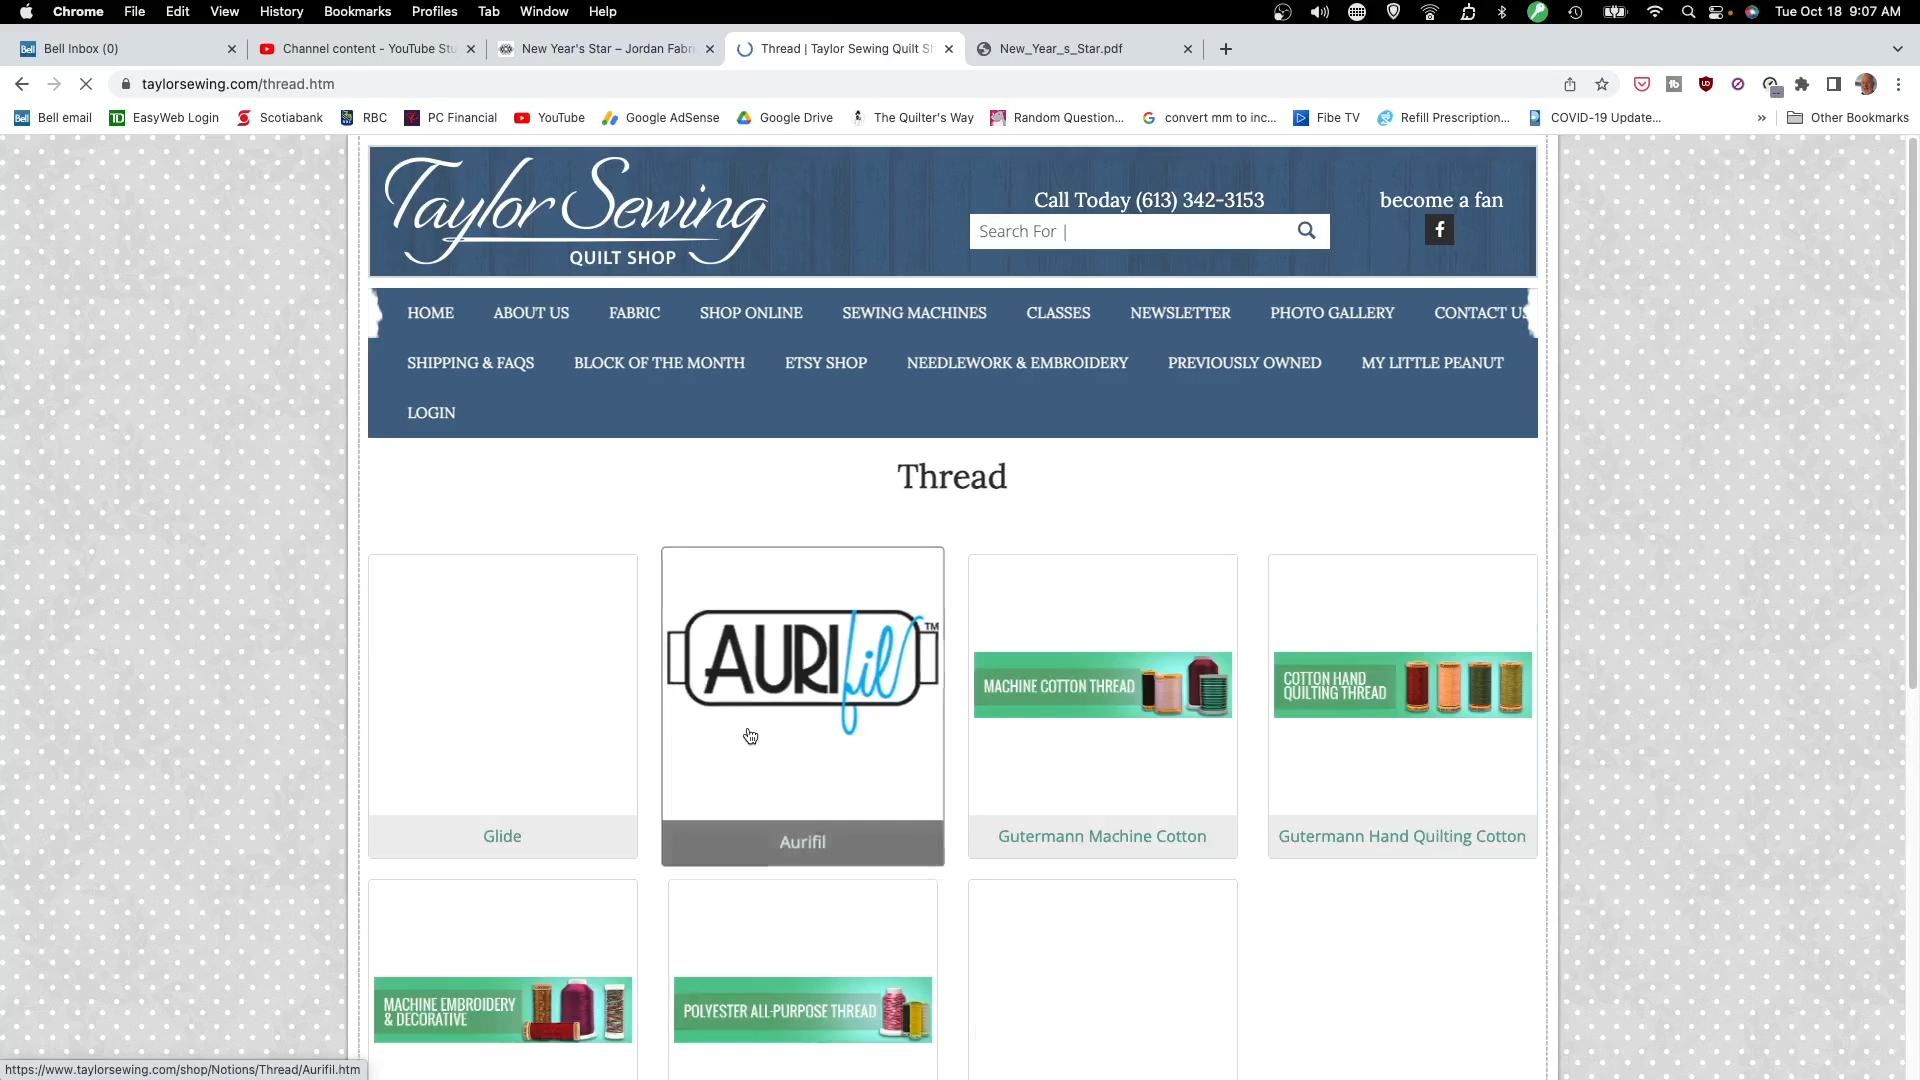 Chrome File Edit View History Bookmarks Profiles Tab Window Help Tue Oct 18 9:07 AM
Bell Inbox (0) Channel content - YouTube Stu New Year's Star – Jordan Fabri Thread | Taylor Sewing Quilt Sh New_Year_s_Star.pdf
taylorsewing.com/thread.htm
Bell email EasyWeb Login Scotiabank RBC PC Financial YouTube Google AdSense Google Drive The Quilter's Way Random Question... convert mm to inc... Fibe TV Refill Prescription... COVID-19 Update... » Other Bookmarks
Taylor Sewing
QUILT SHOP
Call Today (613) 342-3153
Search For |
become a fan
HOME ABOUT US FABRIC SHOP ONLINE SEWING MACHINES CLASSES NEWSLETTER PHOTO GALLERY CONTACT US
SHIPPING & FAQS BLOCK OF THE MONTH ETSY SHOP NEEDLEWORK & EMBROIDERY PREVIOUSLY OWNED MY LITTLE PEANUT
LOGIN
Thread
AURIfil™
MACHINE COTTON THREAD
COTTON HAND
QUILTING THREAD
Glide
Aurifil
Gutermann Machine Cotton
Gutermann Hand Quilting Cotton
MACHINE EMBROIDERY
& DECORATIVE
POLYESTER ALL-PURPOSE THREAD
https://www.taylorsewing.com/shop/Notions/Thread/Aurifil.htm